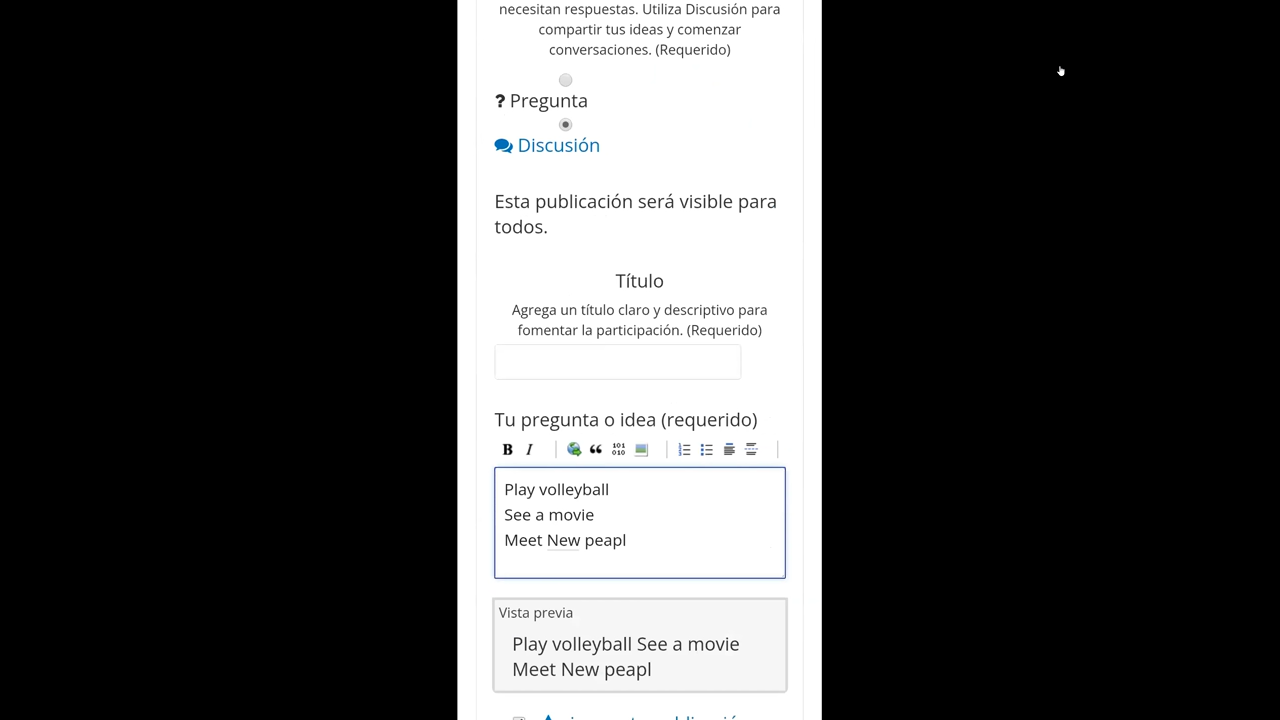 necesitan respuestas. Utiliza Discusión para
compartir tus ideas y comenzar
conversaciones. (Requerido)
? Pregunta
Discusión
Esta publicación será visible para
todos.
Título
Agrega un título claro y descriptivo para
fomentar la participación. (Requerido)
Tu pregunta o idea (requerido)
B I 101 010
Play volleyball
See a movie
Meet New peapl
Vista previa
Play volleyball See a movie
Meet New peapl